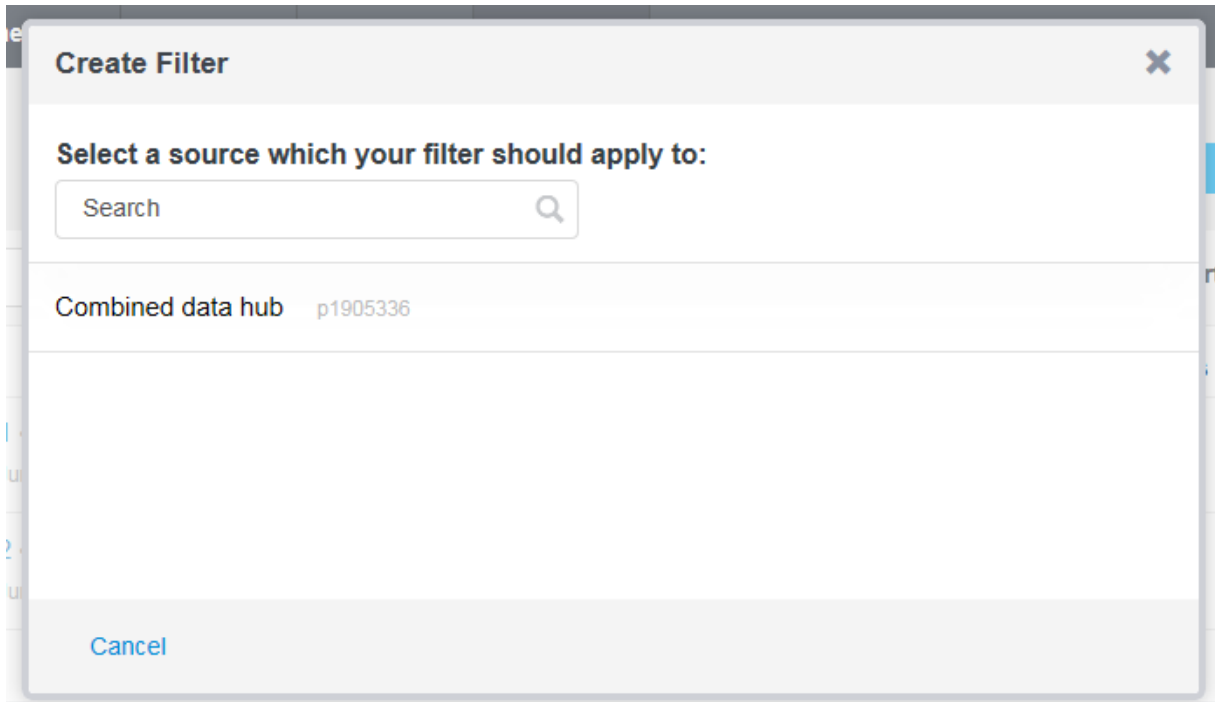 Create Filter
Select a source which your filter should apply to:
Search
Combined data hub p1905336
Cancel